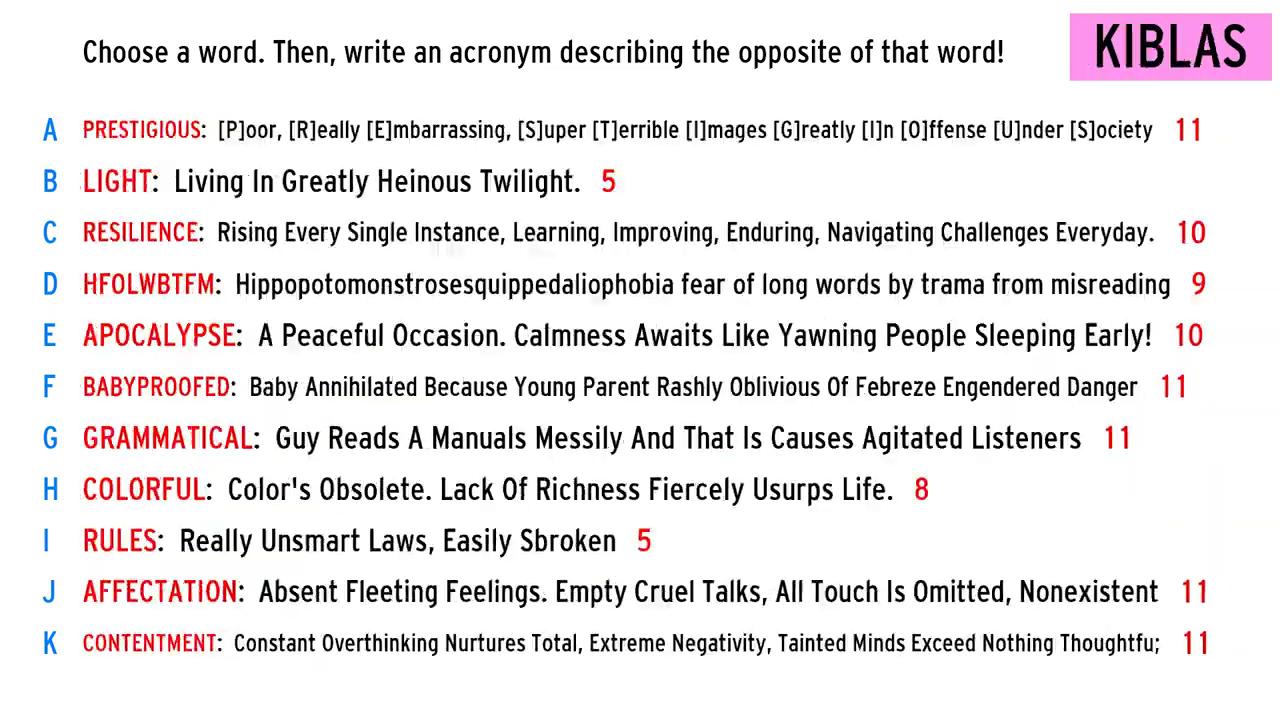 Choose a word. Then, write an acronym describing the opposite of that word!
KIBLAS
A PRESTIGIOUS: [P]oor, [R]eally [E]mbarrassing, [S]uper [T]errible [I]mages [G]reatly [I]n [O]ffense [U]nder [S]ociety 11
B LIGHT: Living In Greatly Heinous Twilight. 5
C RESILIENCE: Rising Every Single Instance, Learning, Improving, Enduring, Navigating Challenges Everyday. 10
D HFOLWBTFM: Hippopotomonstrosesquippedaliophobia fear of long words by trama from misreading 9
E APOCALYPSE: A Peaceful Occasion. Calmness Awaits Like Yawning People Sleeping Early! 10
F BABYPROOFED: Baby Annihilated Because Young Parent Rashly Oblivious Of Febreze Engendered Danger 11
G GRAMMATICAL: Guy Reads A Manuals Messily And That Is Causes Agitated Listeners 11
H COLORFUL: Color's Obsolete. Lack Of Richness Fiercely Usurps Life. 8
I RULES: Really Unsmart Laws, Easily Sbroken 5
J AFFECTATION: Absent Fleeting Feelings. Empty Cruel Talks, All Touch Is Omitted, Nonexistent 11
K CONTENTMENT: Constant Overthinking Nurtures Total, Extreme Negativity, Tainted Minds Exceed Nothing Thoughtfu; 11